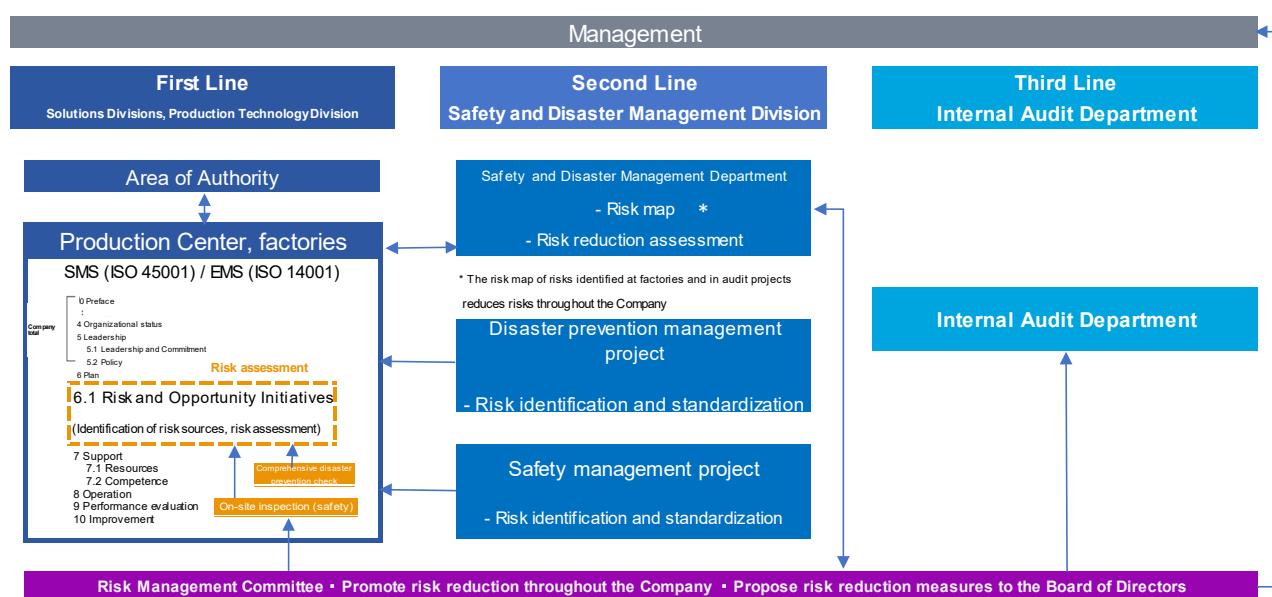 Management
First Line
Solutions Divisions, Production Technology Division
Second Line
Safety and Disaster Management Division
Third Line
Internal Audit Department
Area of Authority
Production Center, factories
SMS (ISO 45001) / EMS (ISO 14001)
Company
total
0 Preface
:
4 Organizational status
5 Leadership
5.1 Leadership and Commitment
5.2 Policy
6 Plan
Risk assessment
6.1 Risk and Opportunity Initiatives
(Identification of risk sources, risk assessment)
7 Support
7.1 Resources
7.2 Competence
8 Operation
9 Performance evaluation
10 Improvement
Comprehensive disaster
prevention check
On-site inspection (safety)
Safety and Disaster Management Department
- Risk map *
- Risk reduction assessment
* The risk map of risks identified at factories and in audit projects
reduces risks throughout the Company
Disaster prevention management
project
- Risk identification and standardization
Safety management project
- Risk identification and standardization
Internal Audit Department
Risk Management Committee・Promote risk reduction throughout the Company・Propose risk reduction measures to the Board of Directors